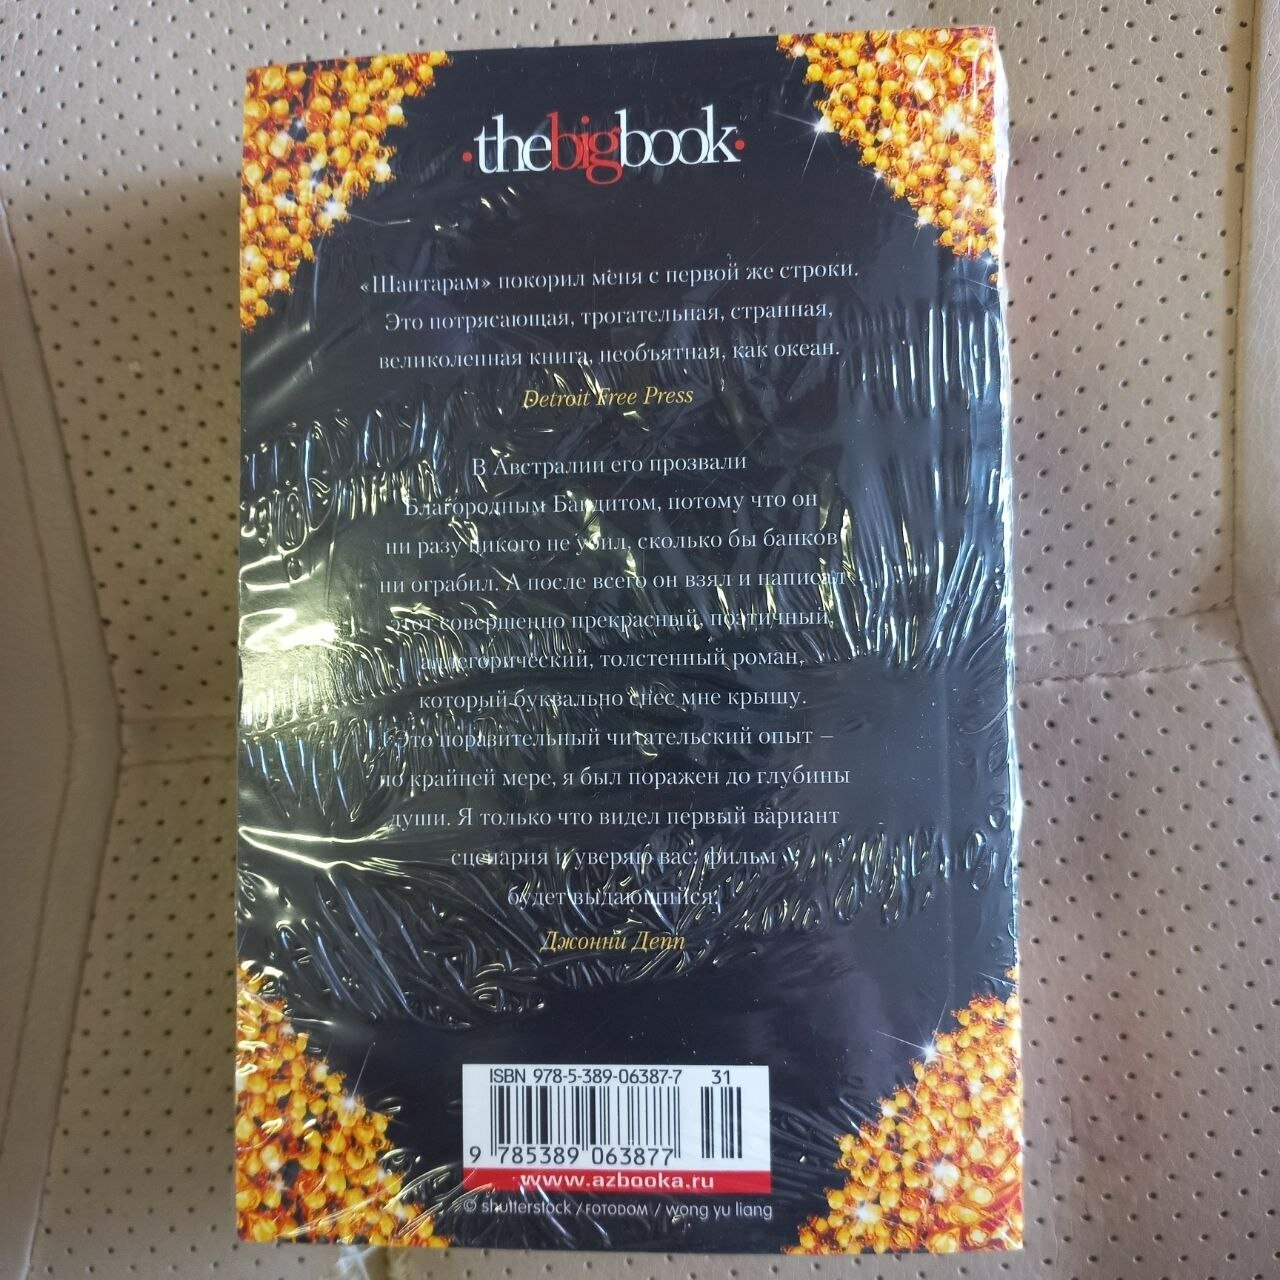 ·thebigbook·
«Шантарам» покорил меня с первой же строки.
Это потрясающая, трогательная, странная,
великолепная книга, необъятная, как океан.
Detroit Free Press
В Австралии его прозвали
Благородным Бандитом, потому что он
ни разу никого не убил, сколько бы банков
ни ограбил. А после всего он взял и написал
этот совершенно прекрасный, поэтичный,
аллегорический, толстенный роман,
который буквально снес мне крышу.
Это поразительный читательский опыт –
по крайней мере, я был поражен до глубины
души. Я только что видел первый вариант
сценария и уверяю вас: фильм
будет выдающийся.
Джонни Депп
ISBN 978-5-389-06387-7 31
9 785389 063877
www.azbooka.ru
© shutterstock / FOTODOM / wong yu liang